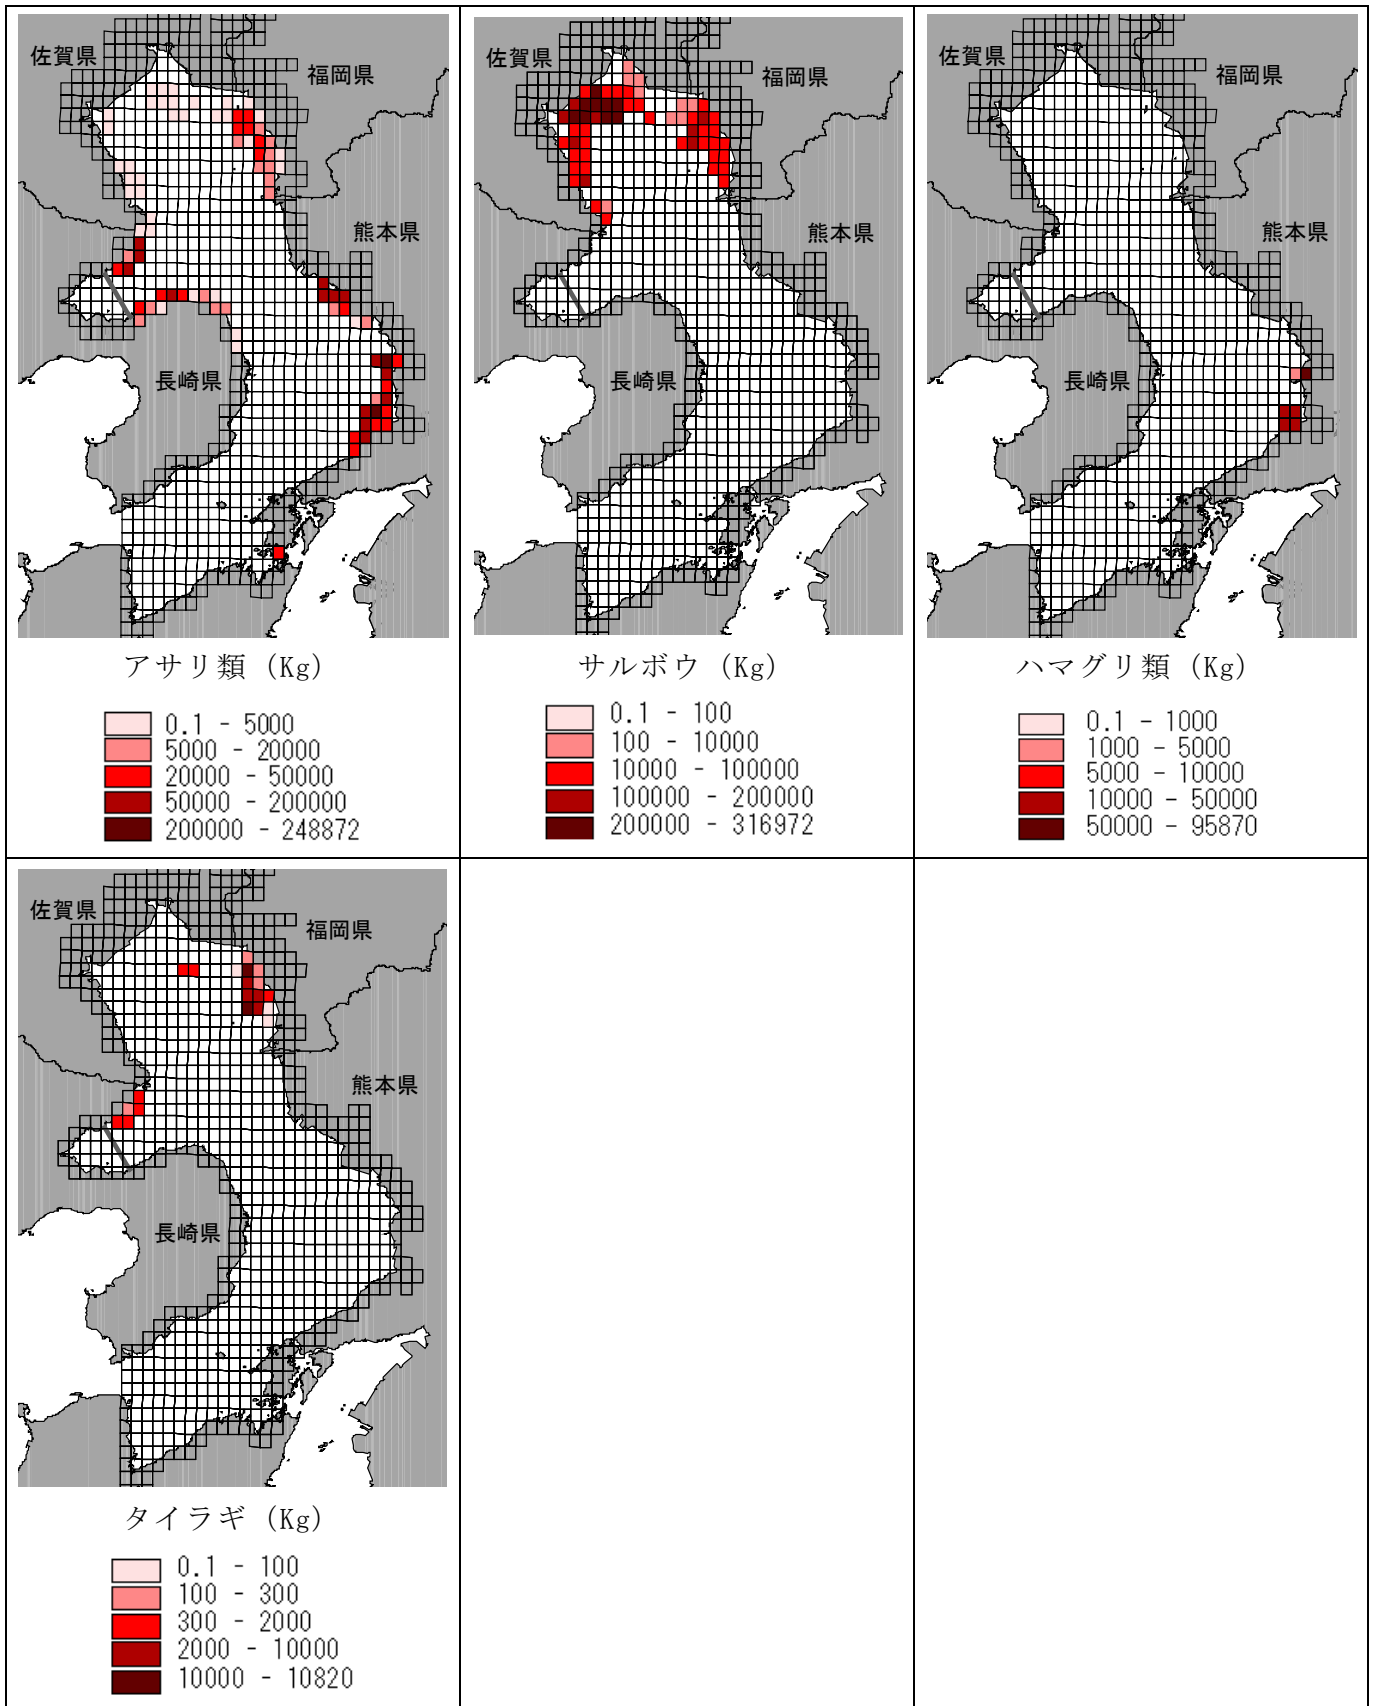 佐賀県
福岡県
熊本県
長崎県
アサリ類 (Kg)
0.1 - 5000
5000 - 20000
20000 - 50000
50000 - 200000
200000 - 248872
佐賀県
福岡県
熊本県
長崎県
サルボウ (Kg)
0.1 - 100
100 - 10000
10000 - 100000
100000 - 200000
200000 - 316972
佐賀県
福岡県
熊本県
長崎県
ハマグリ類 (Kg)
0.1 - 1000
1000 - 5000
5000 - 10000
10000 - 50000
50000 - 95870
佐賀県
福岡県
熊本県
長崎県
タイラギ (Kg)
0.1 - 100
100 - 300
300 - 2000
2000 - 10000
10000 - 10820